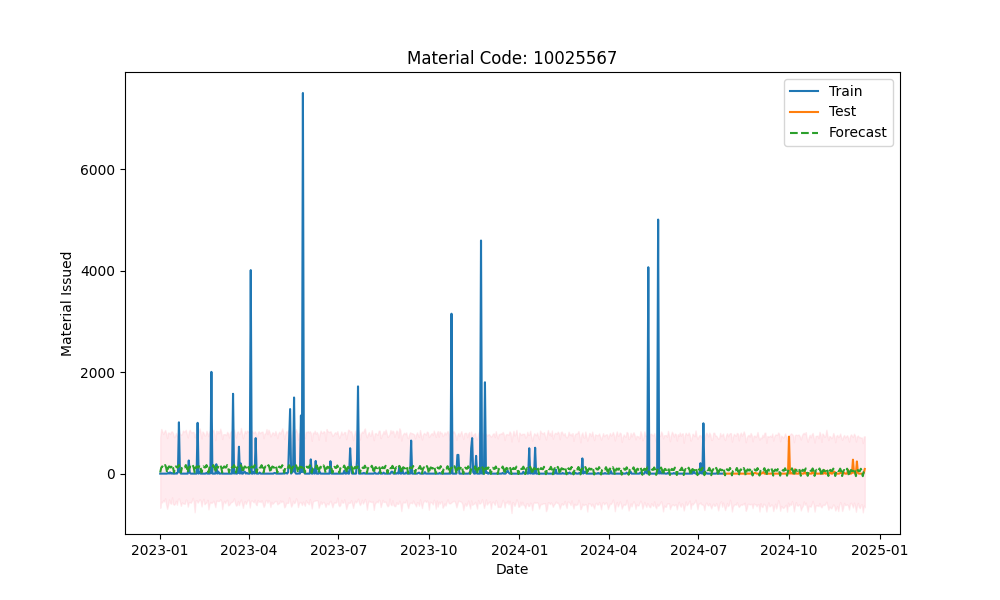 Material Code: 10025567
Train
Test
Forecast
Material Issued
6000
4000
2000
0
2023-01 2023-04 2023-07 2023-10 2024-01 2024-04 2024-07 2024-10 2025-01
Date